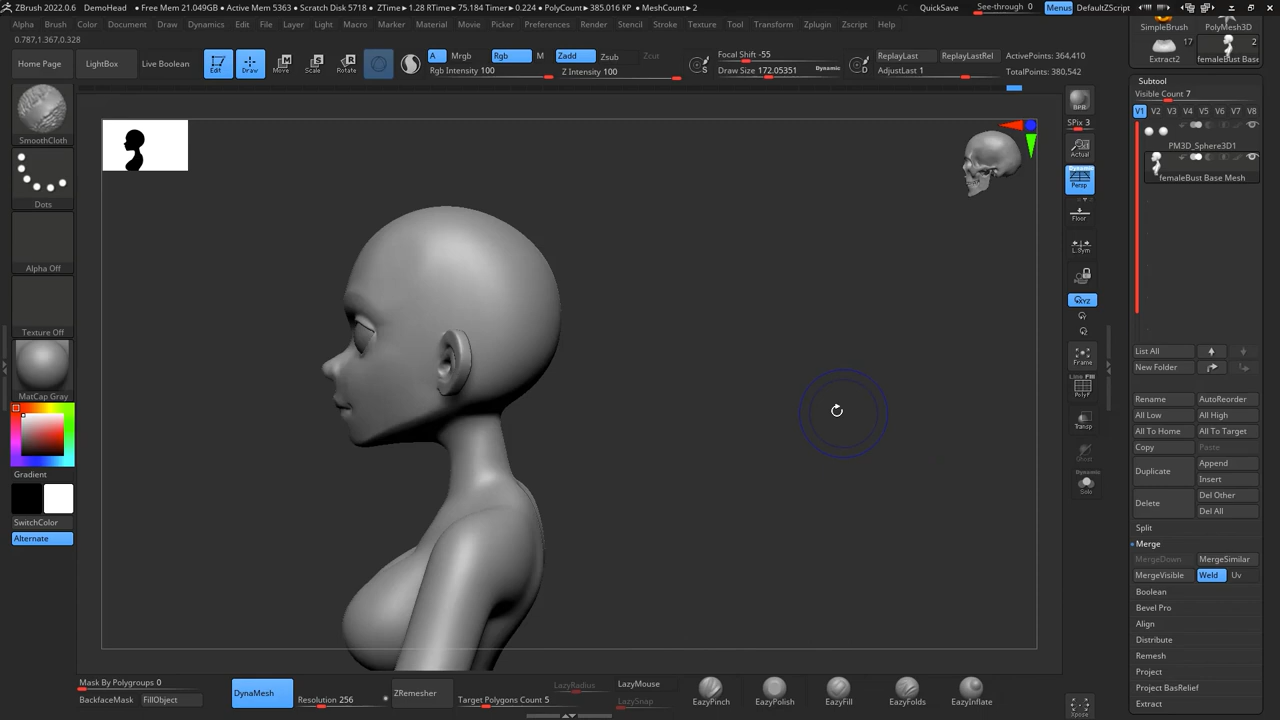 ZBrush 2022.0.6 DemoHead • Free Mem 21.049GB • Active Mem 5363 • Scratch Disk 5718 • ZTime ▸ 1.28 RTime ▸ 75.184 Timer ▸ 0.224 • PolyCount ▸ 385.016 KP • MeshCount ▸ 2 AC QuickSave See-through 0 Menus DefaultZScript
Alpha Brush Color Document Draw Dynamics Edit File Layer Light Macro Marker Material Movie Picker Preferences Render Stencil Stroke Texture Tool Transform Zplugin Zscript Help
0.787,1.367,0.328
Home Page LightBox Live Boolean Edit Draw Move Scale Rotate
A Mrgb Rgb M Zadd Zsub Zcut
Rgb Intensity 100 Z Intensity 100
Focal Shift -55
Draw Size 172.05351 Dynamic
S
D
ReplayLast ReplayLastRel
AdjustLast 1
ActivePoints: 364,410
TotalPoints: 380,542
SmoothCloth
Dots
Alpha Off
Texture Off
MatCap Gray
Gradient
SwitchColor
Alternate
BPR
SPix 3
Actual
Dynamic
Persp
Floor
L.Sym
XYZ
Frame
Line Fill
PolyF
Transp
Ghost
Dynamic
Solo
Xpose
SimpleBrush PolyMesh3D
17 2
Extract2 femaleBust Base
Subtool
Visible Count 7
V1 V2 V3 V4 V5 V6 V7 V8
PM3D_Sphere3D1
femaleBust Base Mesh
List All
New Folder
Rename AutoReorder
All Low All High
All To Home All To Target
Copy Paste
Duplicate Append
Insert
Delete Del Other
Del All
Split
Merge
MergeDown MergeSimilar
MergeVisible Weld Uv
Boolean
Bevel Pro
Align
Distribute
Remesh
Project
Project BasRelief
Extract
Mask By Polygroups 0
BackfaceMask FillObject
DynaMesh
Resolution 256
ZRemesher
Target Polygons Count 5
LazyRadius LazyMouse
LazySnap
EazyPinch EazyPolish EazyFill EazyFolds EazyInflate